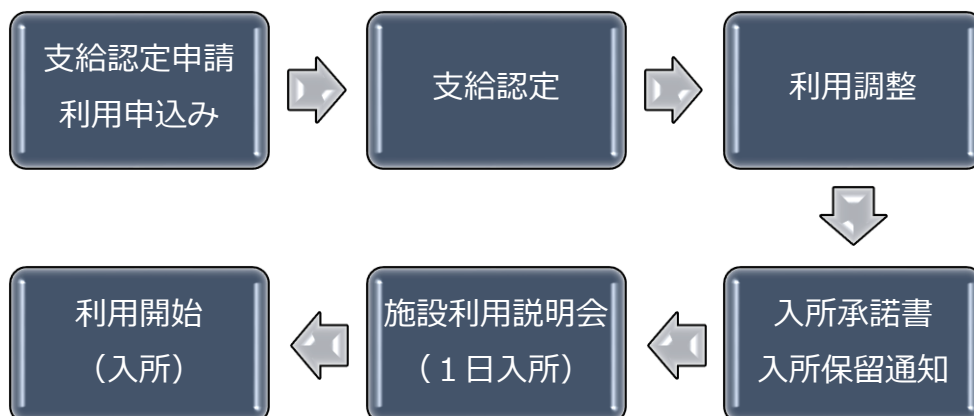 支給認定申請
利用申込み
支給認定
利用調整
入所承諾書
入所保留通知
施設利用説明会
（１日入所）
利用開始
（入所）